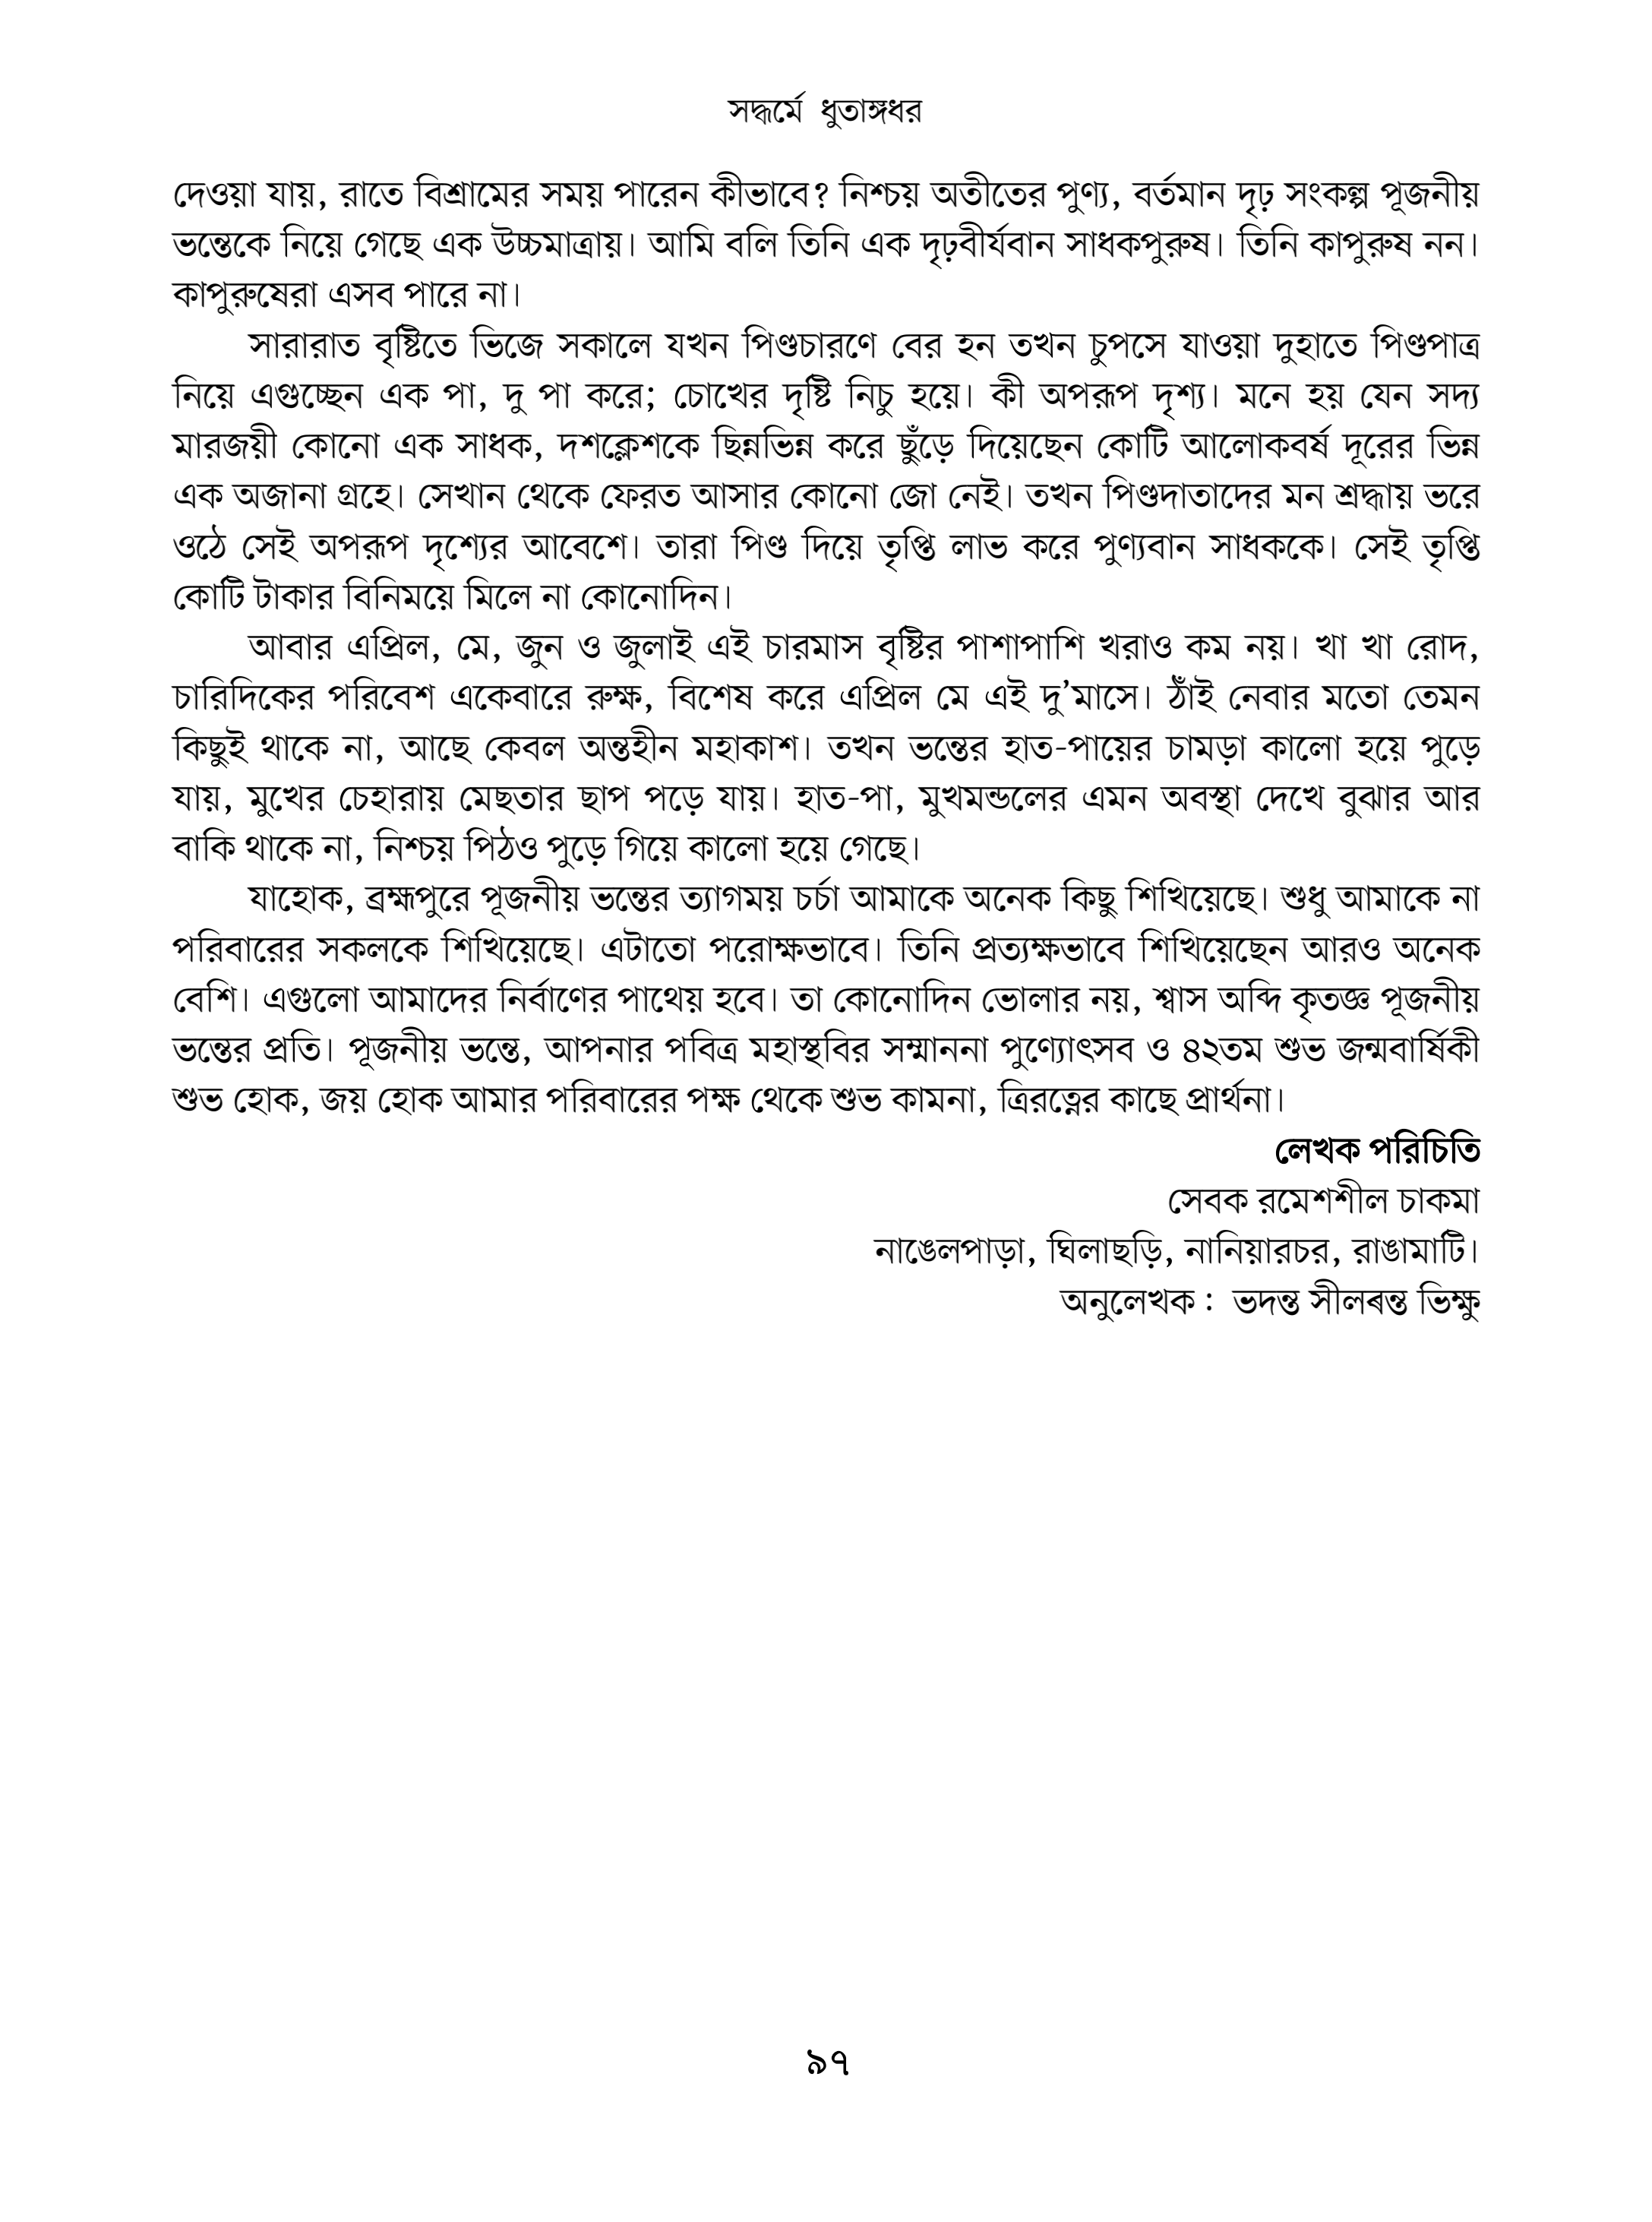 সদ্ধর্মে ধুতাঙ্গধর
দেওয়া যায়, রাতে বিশ্রামের সময় পারেন কীভাবে? নিশ্চয় অতীতের পুণ্য, বর্তমান দৃঢ় সংকল্প পূজনীয়
ভন্তেকে নিয়ে গেছে এক উচ্চমাত্রায়। আমি বলি তিনি এক দৃঢ়বীর্যবান সাধকপুরুষ। তিনি কাপুরুষ নন।
কাপুরুষেরা এসব পারে না।
সারারাত বৃষ্টিতে ভিজে সকালে যখন পিণ্ডচারণে বের হন তখন চুপসে যাওয়া দুহাতে পিণ্ডপাত্র
নিয়ে এগুচ্ছেন এক পা, দু পা করে; চোখের দৃষ্টি নিচু হয়ে। কী অপরূপ দৃশ্য। মনে হয় যেন সদ্য
মারজয়ী কোনো এক সাধক, দশক্লেশকে ছিন্নভিন্ন করে ছুঁড়ে দিয়েছেন কোটি আলোকবর্ষ দূরের ভিন্ন
এক অজানা গ্রহে। সেখান থেকে ফেরত আসার কোনো জো নেই। তখন পিণ্ডদাতাদের মন শ্রদ্ধায় ভরে
ওঠে সেই অপরূপ দৃশ্যের আবেশে। তারা পিণ্ড দিয়ে তৃপ্তি লাভ করে পুণ্যবান সাধককে। সেই তৃপ্তি
কোটি টাকার বিনিময়ে মিলে না কোনোদিন।
আবার এপ্রিল, মে, জুন ও জুলাই এই চারমাস বৃষ্টির পাশাপাশি খরাও কম নয়। খা খা রোদ,
চারিদিকের পরিবেশ একেবারে রুক্ষ, বিশেষ করে এপ্রিল মে এই দু’মাসে। ঠাঁই নেবার মতো তেমন
কিছুই থাকে না, আছে কেবল অন্তহীন মহাকাশ। তখন ভন্তের হাত-পায়ের চামড়া কালো হয়ে পুড়ে
যায়, মুখের চেহারায় মেছতার ছাপ পড়ে যায়। হাত-পা, মুখমন্ডলের এমন অবস্থা দেখে বুঝার আর
বাকি থাকে না, নিশ্চয় পিঠও পুড়ে গিয়ে কালো হয়ে গেছে।
যাহোক, ব্রহ্মপুরে পূজনীয় ভন্তের ত্যাগময় চর্চা আমাকে অনেক কিছু শিখিয়েছে। শুধু আমাকে না
পরিবারের সকলকে শিখিয়েছে। এটাতো পরোক্ষভাবে। তিনি প্রত্যক্ষভাবে শিখিয়েছেন আরও অনেক
বেশি। এগুলো আমাদের নির্বাণের পাথেয় হবে। তা কোনোদিন ভোলার নয়, শ্বাস অব্দি কৃতজ্ঞ পূজনীয়
ভন্তের প্রতি। পূজনীয় ভন্তে, আপনার পবিত্র মহাস্থবির সম্মাননা পুণ্যোৎসব ও ৪২তম শুভ জন্মবার্ষিকী
শুভ হোক, জয় হোক আমার পরিবারের পক্ষ থেকে শুভ কামনা, ত্রিরত্নের কাছে প্রার্থনা।
লেখক পরিচিতি
সেবক রমেশশীল চাকমা
নাঙেলপাড়া, ঘিলাছড়ি, নানিয়ারচর, রাঙামাটি।
অনুলেখক : ভদন্ত সীলৰন্ত ভিক্ষু
৯৭